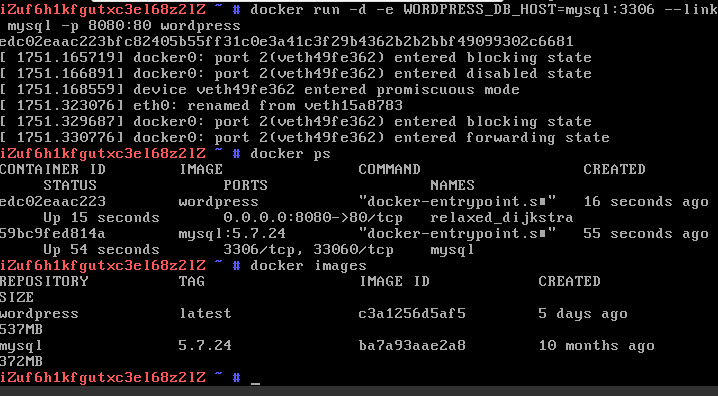 iZuf6h1kfgutxc3el68z2lZ ~ # docker run -d -e WORDPRESS_DB_HOST=mysql:3306 --link
mysql -p 8080:80 wordpress
edc02eaac223bfc82405b55ff31c0e3a41c3f29b4362b2b2bbf49099302c6681
[ 1751.165719] docker0: port 2(veth49fe362) entered blocking state
[ 1751.166891] docker0: port 2(veth49fe362) entered disabled state
[ 1751.168559] device veth49fe362 entered promiscuous mode
[ 1751.323076] eth0: renamed from veth15a8783
[ 1751.329687] docker0: port 2(veth49fe362) entered blocking state
[ 1751.330776] docker0: port 2(veth49fe362) entered forwarding state
iZuf6h1kfgutxc3el68z2lZ ~ # docker ps
CONTAINER ID IMAGE COMMAND CREATED
STATUS PORTS NAMES
edc02eaac223 wordpress "docker-entrypoint.s■" 16 seconds ago
Up 15 seconds 0.0.0.0:8080->80/tcp relaxed_dijkstra
59bc9fed814a mysql:5.7.24 "docker-entrypoint.s■" 55 seconds ago
Up 54 seconds 3306/tcp, 33060/tcp mysql
iZuf6h1kfgutxc3el68z2lZ ~ # docker images
REPOSITORY TAG IMAGE ID CREATED
SIZE
wordpress latest c3a1256d5af5 5 days ago
537MB
mysql 5.7.24 ba7a93aae2a8 10 months ago
372MB
iZuf6h1kfgutxc3el68z2lZ ~ # _